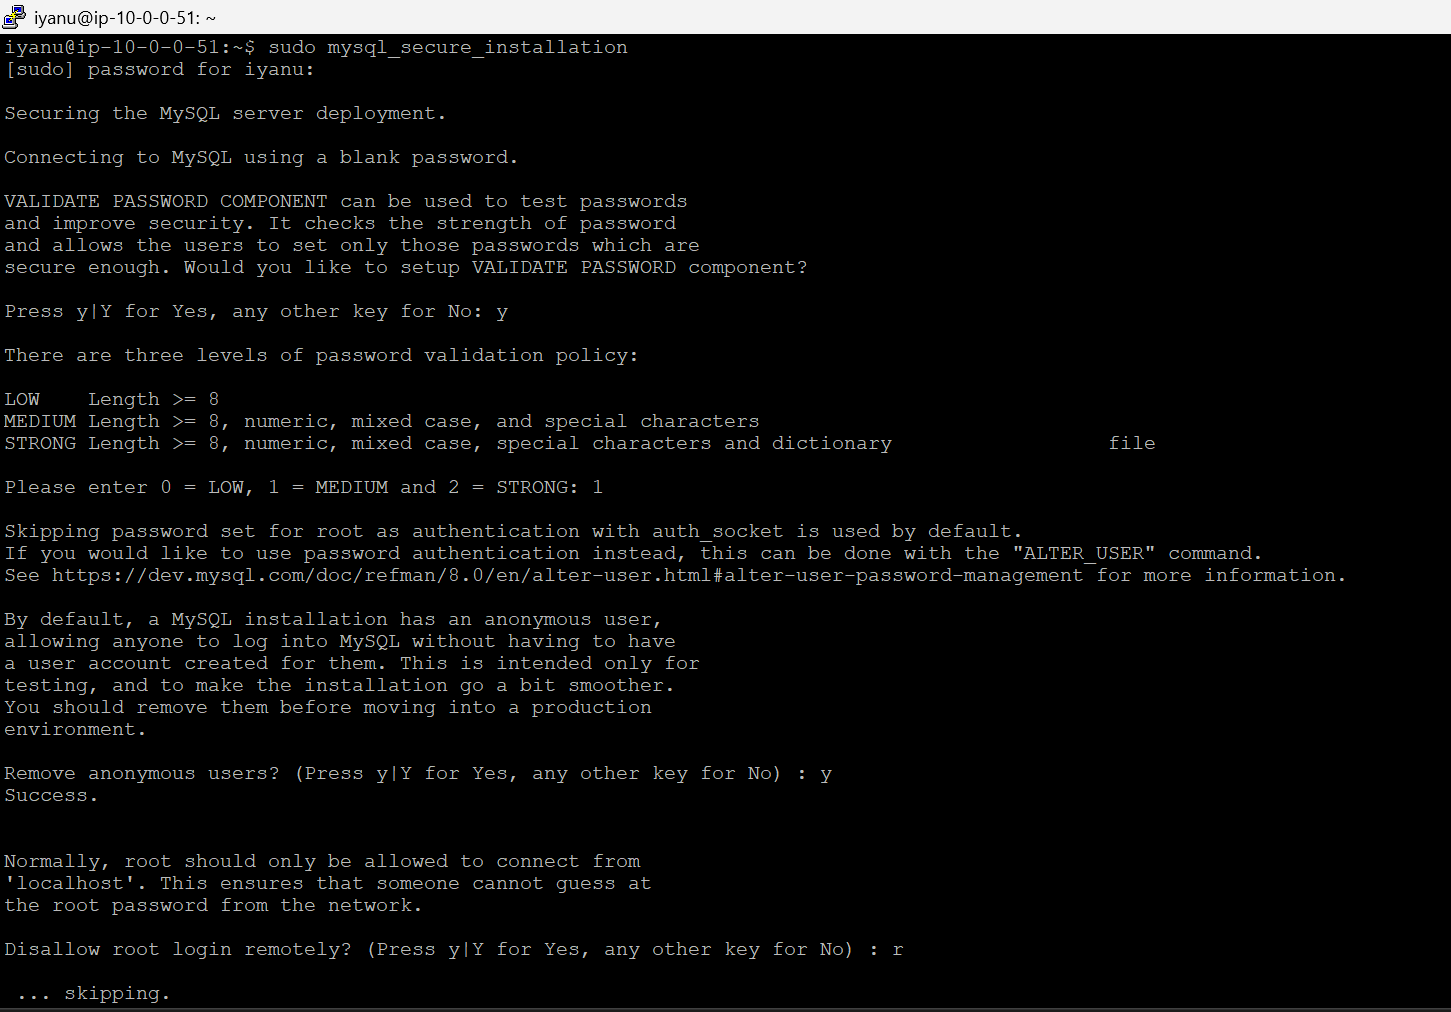 iyanu@ip-10-0-0-51: ~
iyanu@ip-10-0-0-51:~$ sudo mysql_secure_installation
[sudo] password for iyanu:
Securing the MySQL server deployment.
Connecting to MySQL using a blank password.
VALIDATE PASSWORD COMPONENT can be used to test passwords
and improve security. It checks the strength of password
and allows the users to set only those passwords which are
secure enough. Would you like to setup VALIDATE PASSWORD component?
Press y|Y for Yes, any other key for No: y
There are three levels of password validation policy:
LOW    Length >= 8
MEDIUM Length >= 8, numeric, mixed case, and special characters
STRONG Length >= 8, numeric, mixed case, special characters and dictionary                  file
Please enter 0 = LOW, 1 = MEDIUM and 2 = STRONG: 1
Skipping password set for root as authentication with auth_socket is used by default.
If you would like to use password authentication instead, this can be done with the "ALTER_USER" command.
See https://dev.mysql.com/doc/refman/8.0/en/alter-user.html#alter-user-password-management for more information.
By default, a MySQL installation has an anonymous user,
allowing anyone to log into MySQL without having to have
a user account created for them. This is intended only for
testing, and to make the installation go a bit smoother.
You should remove them before moving into a production
environment.
Remove anonymous users? (Press y|Y for Yes, any other key for No) : y
Success.
Normally, root should only be allowed to connect from
'localhost'. This ensures that someone cannot guess at
the root password from the network.
Disallow root login remotely? (Press y|Y for Yes, any other key for No) : r
... skipping.